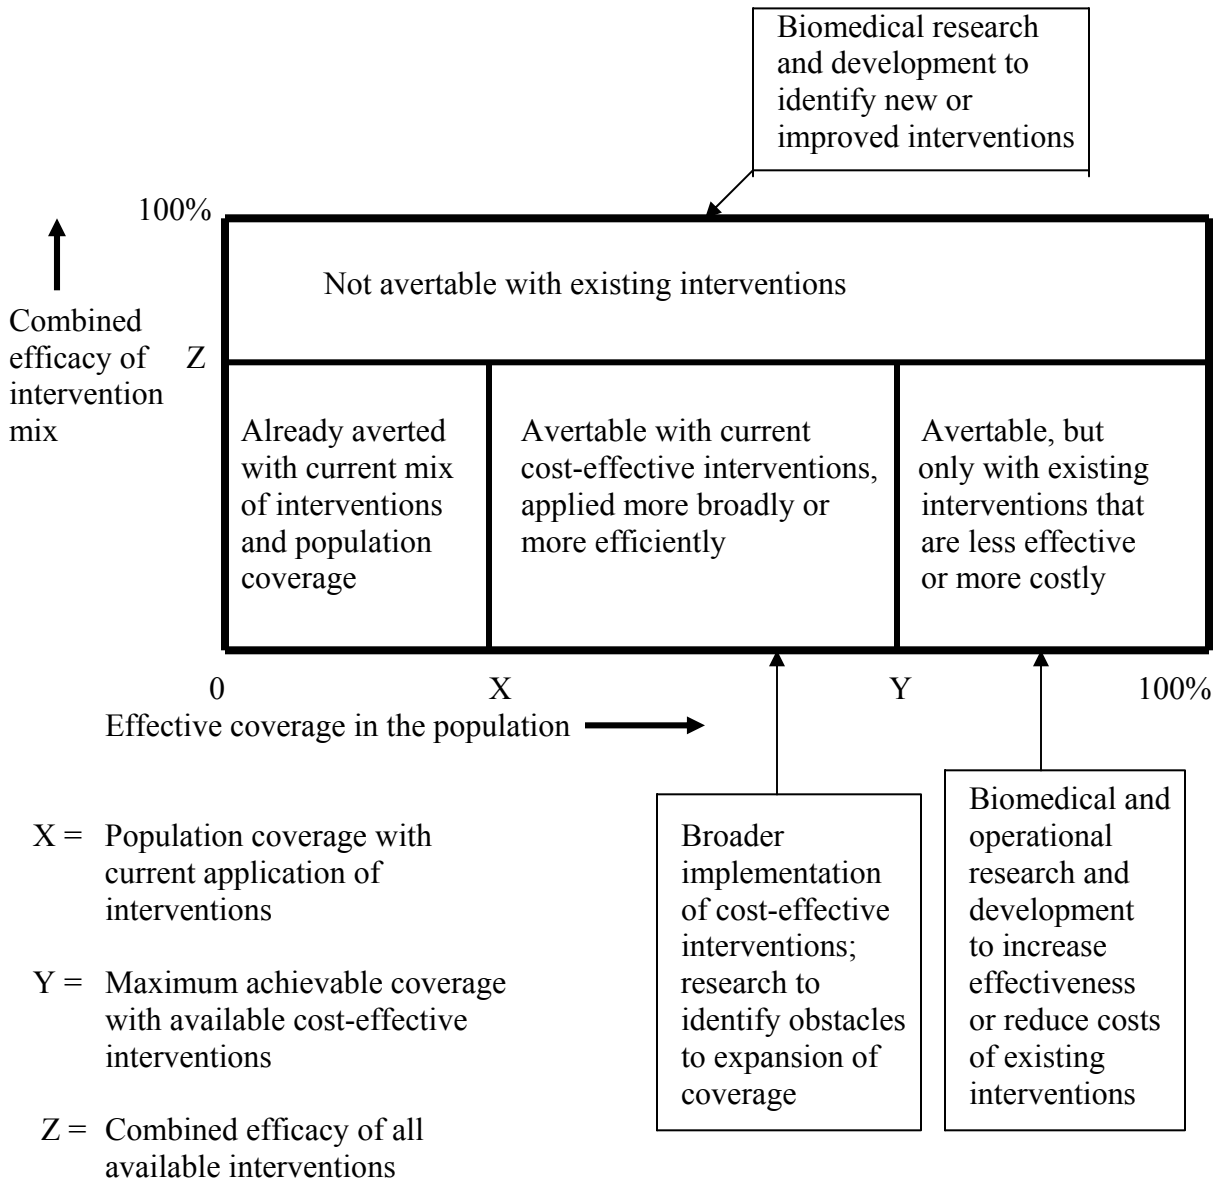 Biomedical research
and development to
identify new or
improved interventions
100%
Not avertable with existing interventions
Combined
efficacy of
intervention
mix
Z
Already averted
with current mix
of interventions
and population
coverage
Avertable with current
cost-effective interventions,
applied more broadly or
more efficiently
Avertable, but
only with existing
interventions that
are less effective
or more costly
0
X
Y
100%
Effective coverage in the population
X = Population coverage with
current application of
interventions
Y = Maximum achievable coverage
with available cost-effective
interventions
Z = Combined efficacy of all
available interventions
Broader
implementation
of cost-effective
interventions;
research to
identify obstacles
to expansion of
coverage
Biomedical and
operational
research and
development
to increase
effectiveness
or reduce costs
of existing
interventions